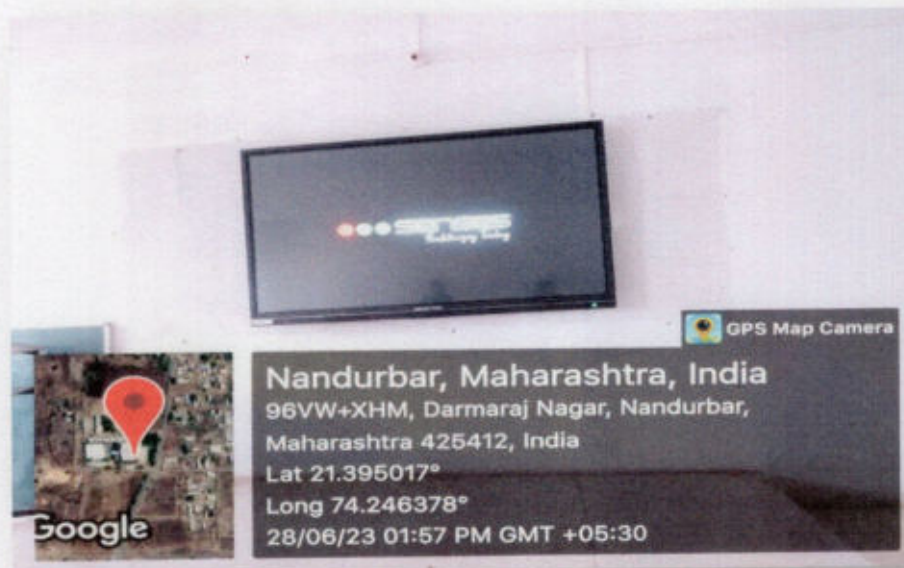 GPS Map Camera
Nandurbar, Maharashtra, India
96VW+XHM, Darmaraj Nagar, Nandurbar,
Maharashtra 425412, India
Lat 21.395017°
Long 74.246378°
28/06/23 01:57 PM GMT +05:30
Google